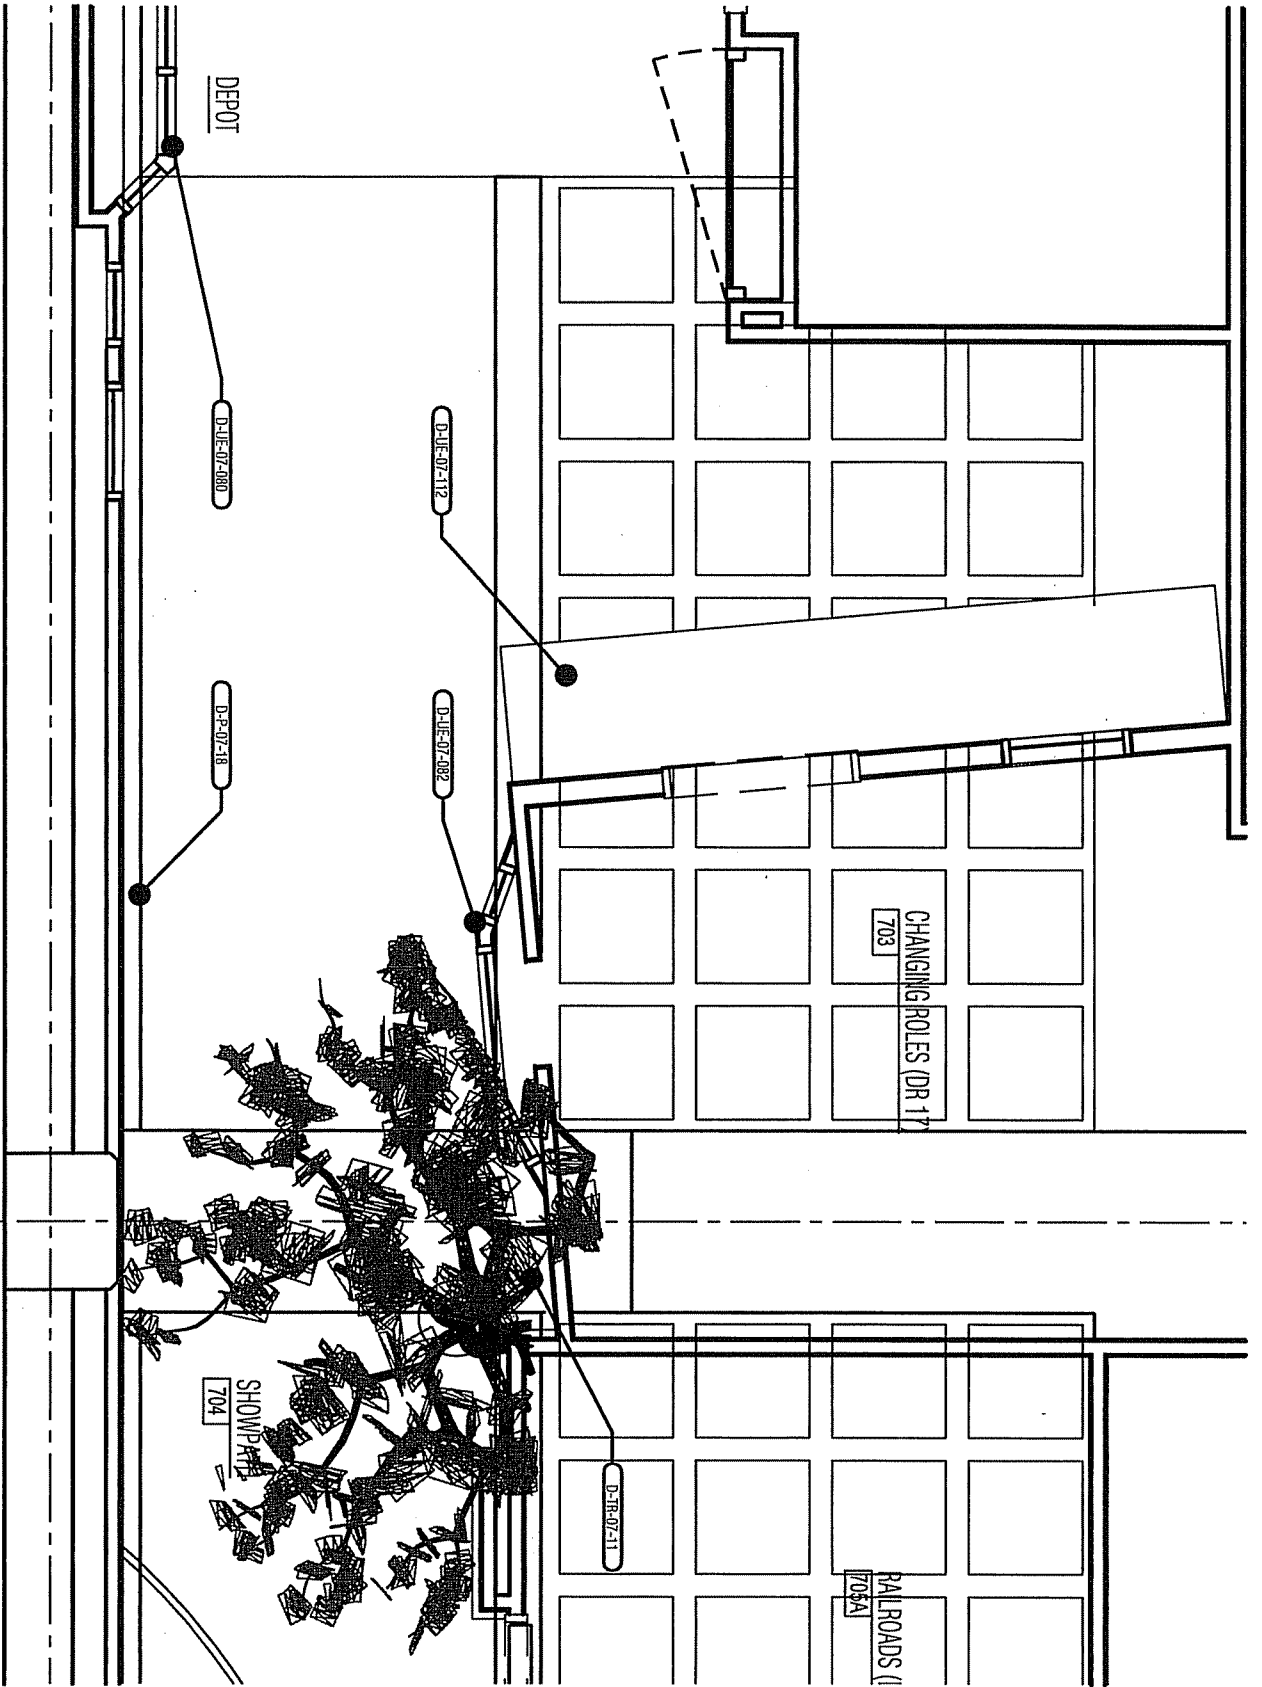 DEPOT
D-UE-07-080
D-UE-07-112
D-P-07-18
D-UE-07-082
CHANGING ROLES (DR 17
703
SHOWPA
704
D-TR-07-11
RAILROADS (
705A